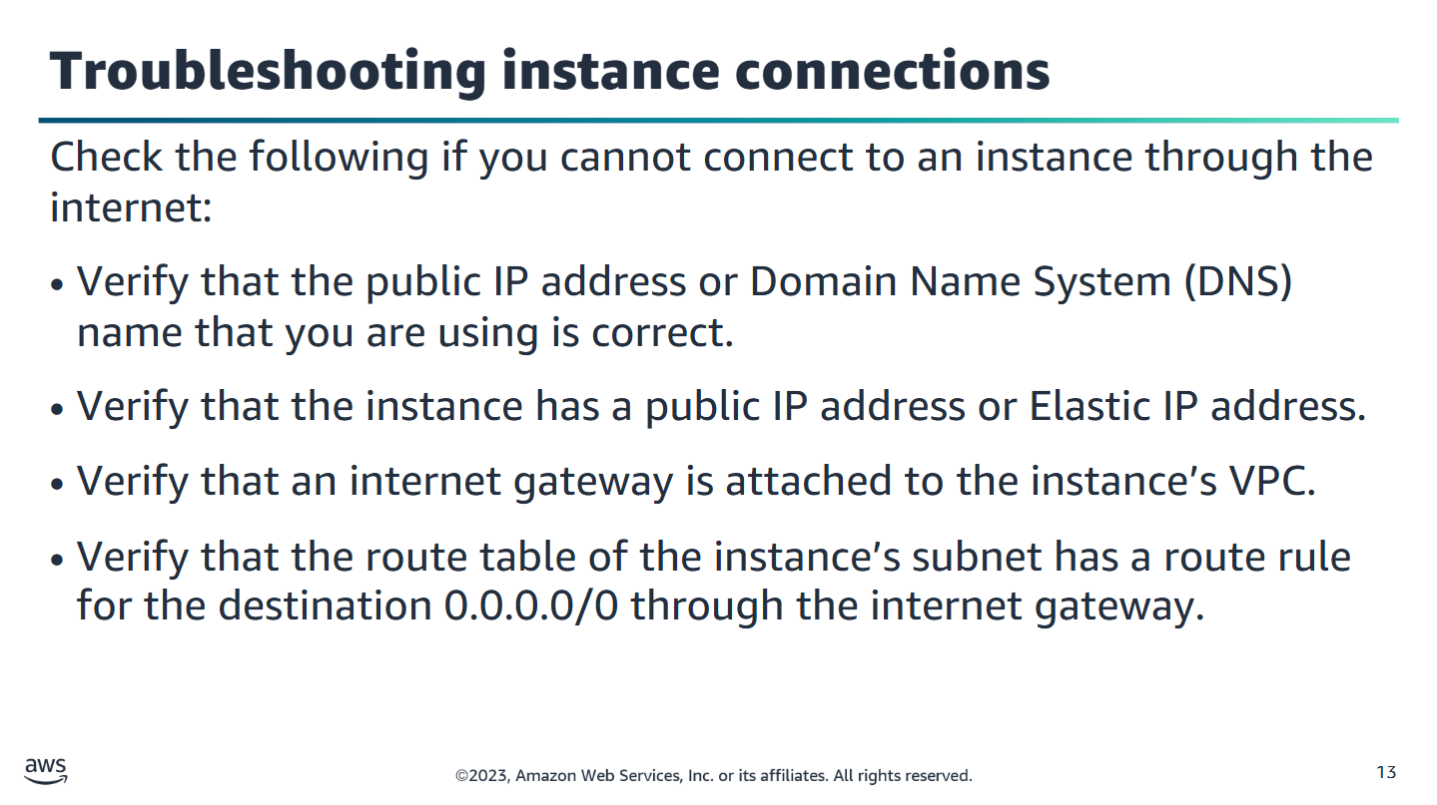 Troubleshooting instance connections
Check the following if you cannot connect to an instance through the
internet:
• Verify that the public IP address or Domain Name System (DNS)
name that you are using is correct.
• Verify that the instance has a public IP address or Elastic IP address.
• Verify that an internet gateway is attached to the instance’s VPC.
• Verify that the route table of the instance’s subnet has a route rule
for the destination 0.0.0.0/0 through the internet gateway.
aws
©2023, Amazon Web Services, Inc. or its affiliates. All rights reserved.
13